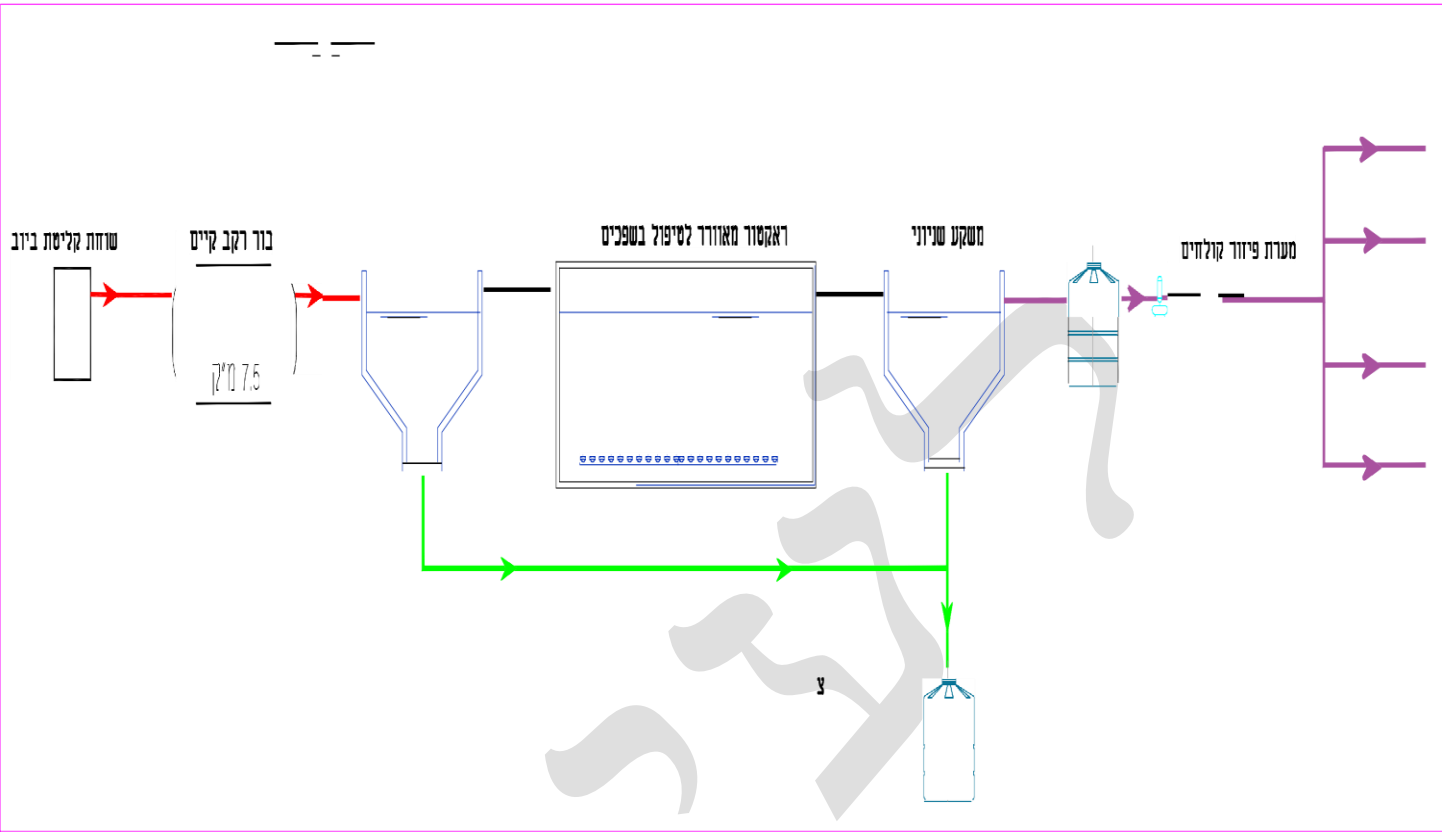 שוחת קליטת ביוב
בור רקב קיים
7.5 מ"ק
ראקטור מאוורר לטיפול בשפכים
משקע שניוני
מערת פיזור קולחים
צ